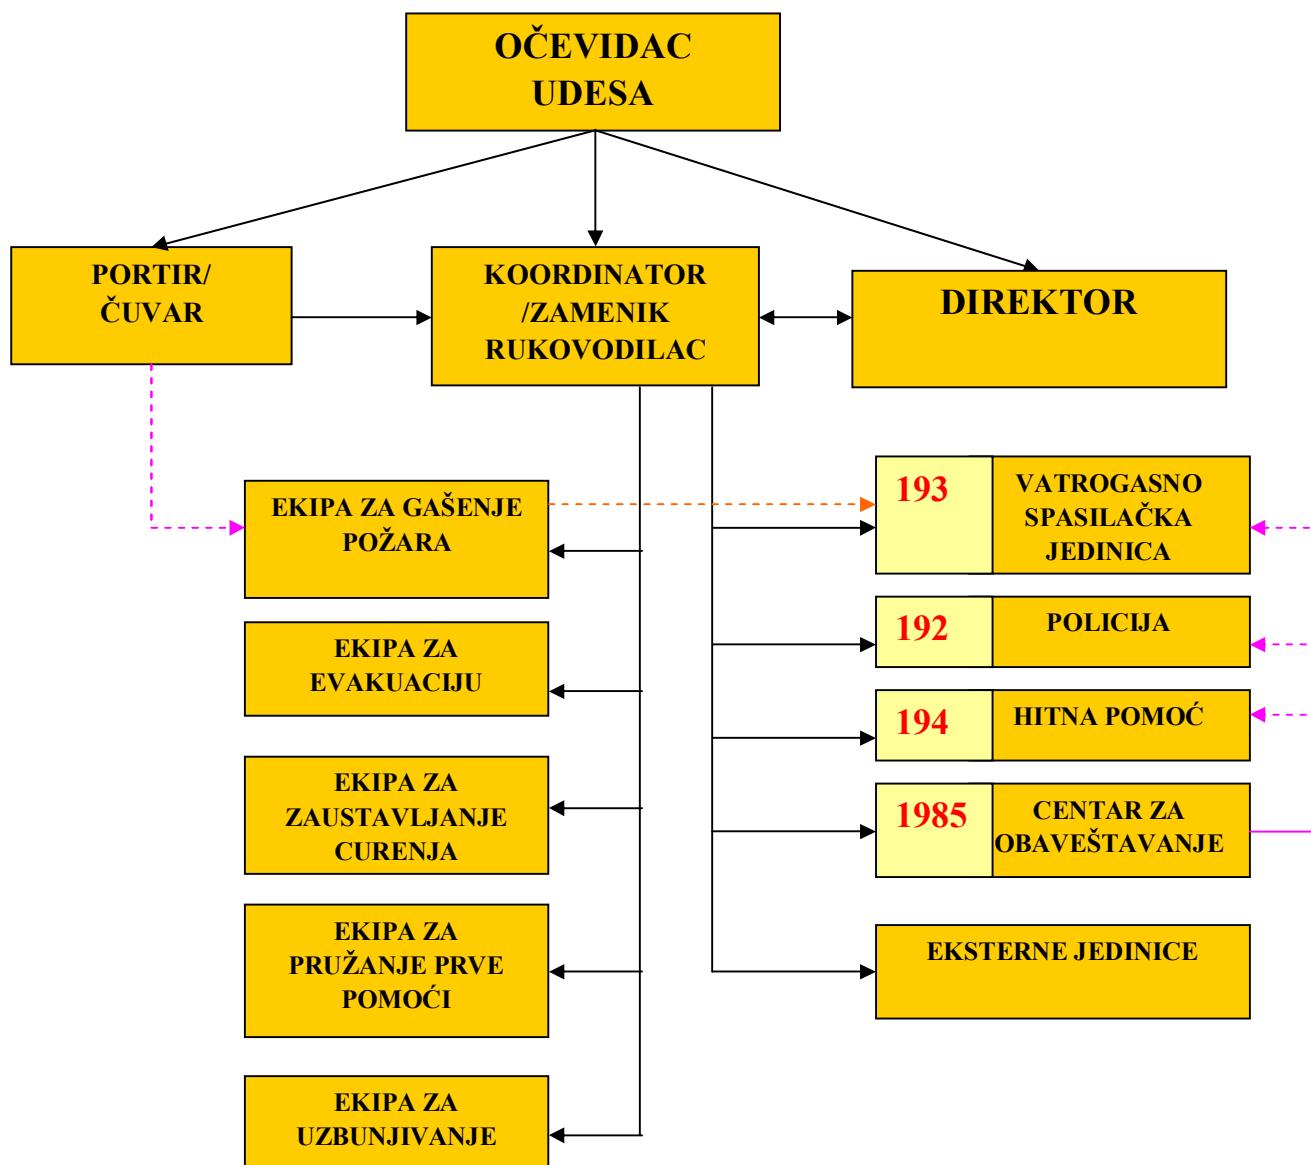 OČEVIDAC
UDESA
PORTIR/
ČUVAR
KOORDINATOR
/ZAMENIK
RUKOVODILAC
DIREKTOR
EKIPA ZA GAŠENJE
POŽARA
EKIPA ZA
EVAKUACIJU
EKIPA ZA
ZAUSTAVLJANJE
CURENJA
EKIPA ZA
PRUŽANJE PRVE
POMOĆI
EKIPA ZA
UZBUNJIVANJE
193
VATROGASNO
SPASILAČKA
JEDINICA
192
POLICIJA
194
HITNA POMOĆ
1985
CENTAR ZA
OBAVEŠTAVANJE
EKSTERNE JEDINICE